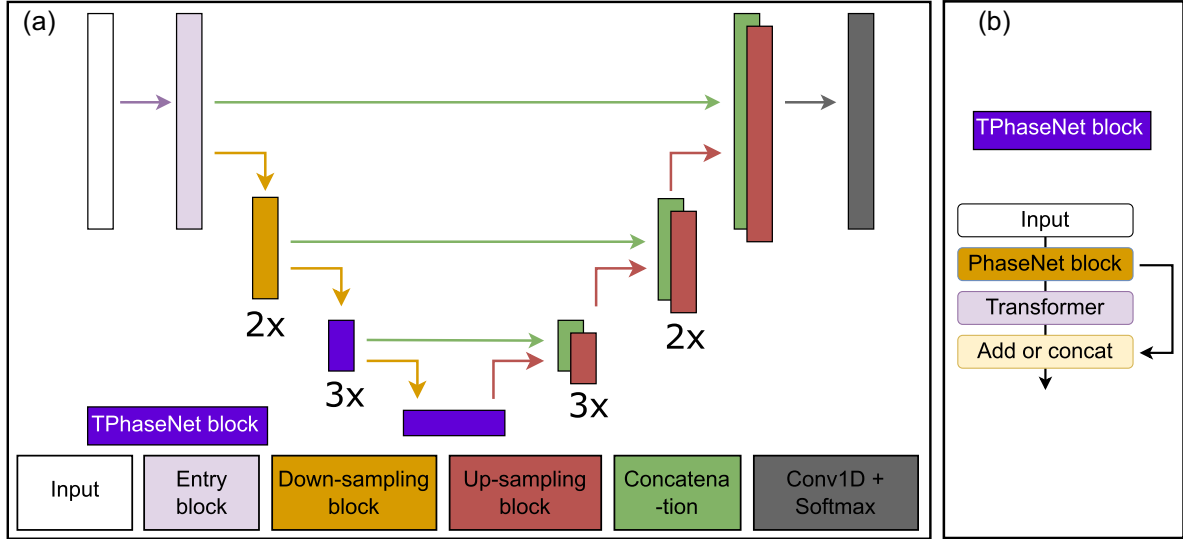 (a)
2x
3x
2x
3x
TPhaseNet block
Input
Entry
block
Down-sampling
block
Up-sampling
block
Concatena
-tion
Conv1D +
Softmax
(b)
TPhaseNet block
Input
PhaseNet block
Transformer
Add or concat